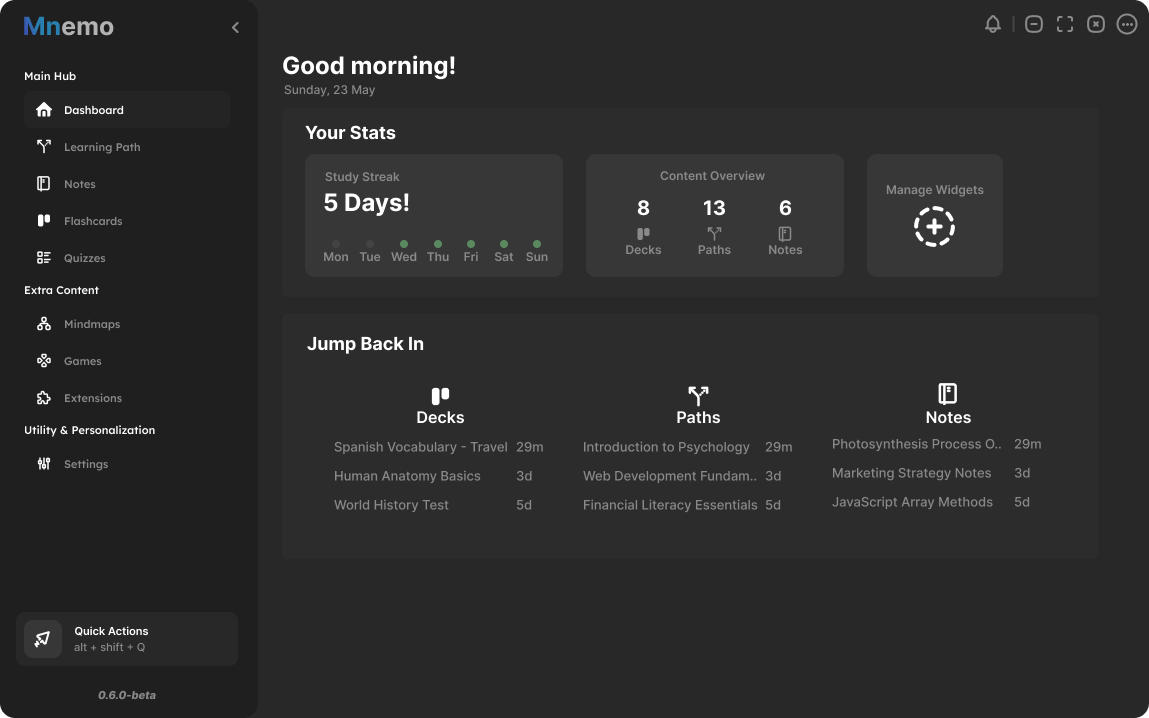 Mnemo
Main Hub
Dashboard
Learning Path
Notes
Flashcards
Quizzes
Extra Content
Mindmaps
Games
Extensions
Utility & Personalization
Settings
Quick Actions
alt + shift + Q
0.6.0-beta
Good morning!
Sunday, 23 May
Your Stats
Study Streak
5 Days!
Mon Tue Wed Thu Fri Sat Sun
Content Overview
8 13 6
Decks Paths Notes
Manage Widgets
Jump Back In
Decks
Spanish Vocabulary - Travel 29m
Human Anatomy Basics 3d
World History Test 5d
Paths
Introduction to Psychology 29m
Web Development Fundam.. 3d
Financial Literacy Essentials 5d
Notes
Photosynthesis Process O.. 29m
Marketing Strategy Notes 3d
JavaScript Array Methods 5d